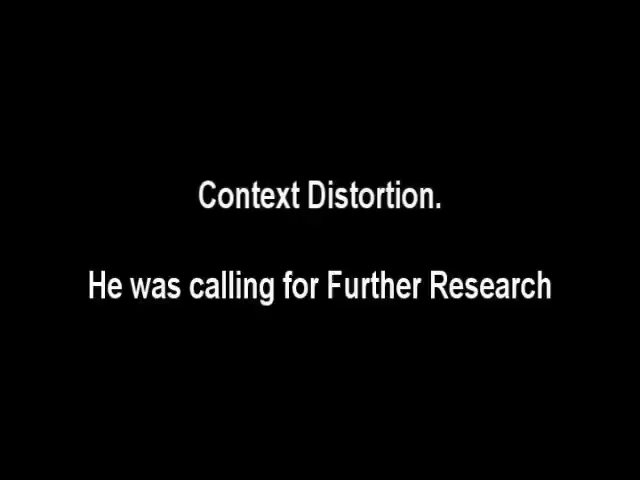 Context Distortion.
He was calling for Further Research